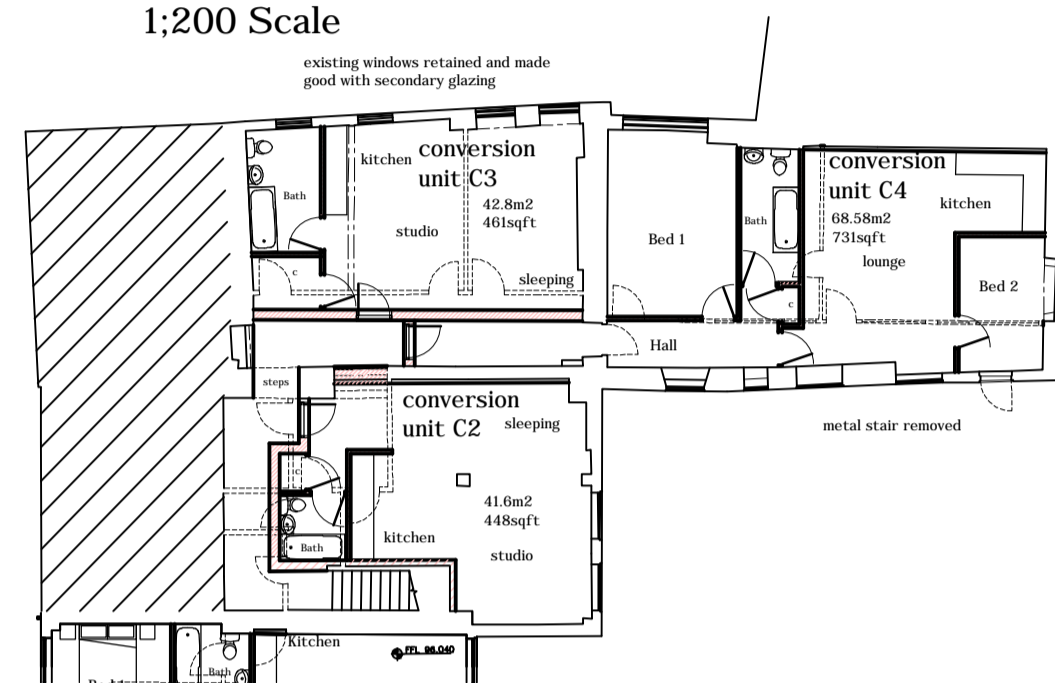 1;200 Scale
existing windows retained and made
good with secondary glazing
kitchen
conversion
unit C3
42.8m2
461sqft
Bath
studio
c
sleeping
Bed 1
Bath
conversion
unit C4
68.58m2
731sqft
kitchen
lounge
Bed 2
c
Hall
steps
conversion
unit C2
sleeping
metal stair removed
c
41.6m2
448sqft
kitchen
studio
Bath
Kitchen
FFL 96.040
Bath